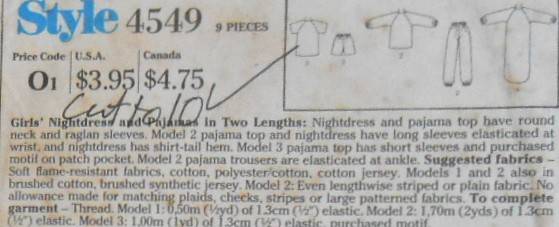 Style 4549 9 PIECES
Price Code U.S.A. Canada
O1 $3.95 $4.75
Cut to 10
Girls' Nightdress and Pajamas in Two Lengths: Nightdress and pajama top have round
neck and raglan sleeves. Model 2 pajama top and nightdress have long sleeves elasticated at
wrist, and nightdress has shirt-tail hem. Model 3 pajama top has short sleeves and purchased
motif on patch pocket. Model 2 pajama trousers are elasticated at ankle. Suggested fabrics –
Soft flame-resistant fabrics, cotton, polyester/cotton, cotton jersey. Models 1 and 2 also in
brushed cotton, brushed synthetic jersey. Model 2: Even lengthwise striped or plain fabric. No
allowance made for matching plaids, checks, stripes or large patterned fabrics. To complete
garment – Thread. Model 1: 0,50m (½yd) of 1.3cm (½") elastic. Model 2: 1,70m (2yds) of 1.3cm
(½") elastic. Model 3: 1,00m (1yd) of 1.3cm (½") elastic, purchased motif.